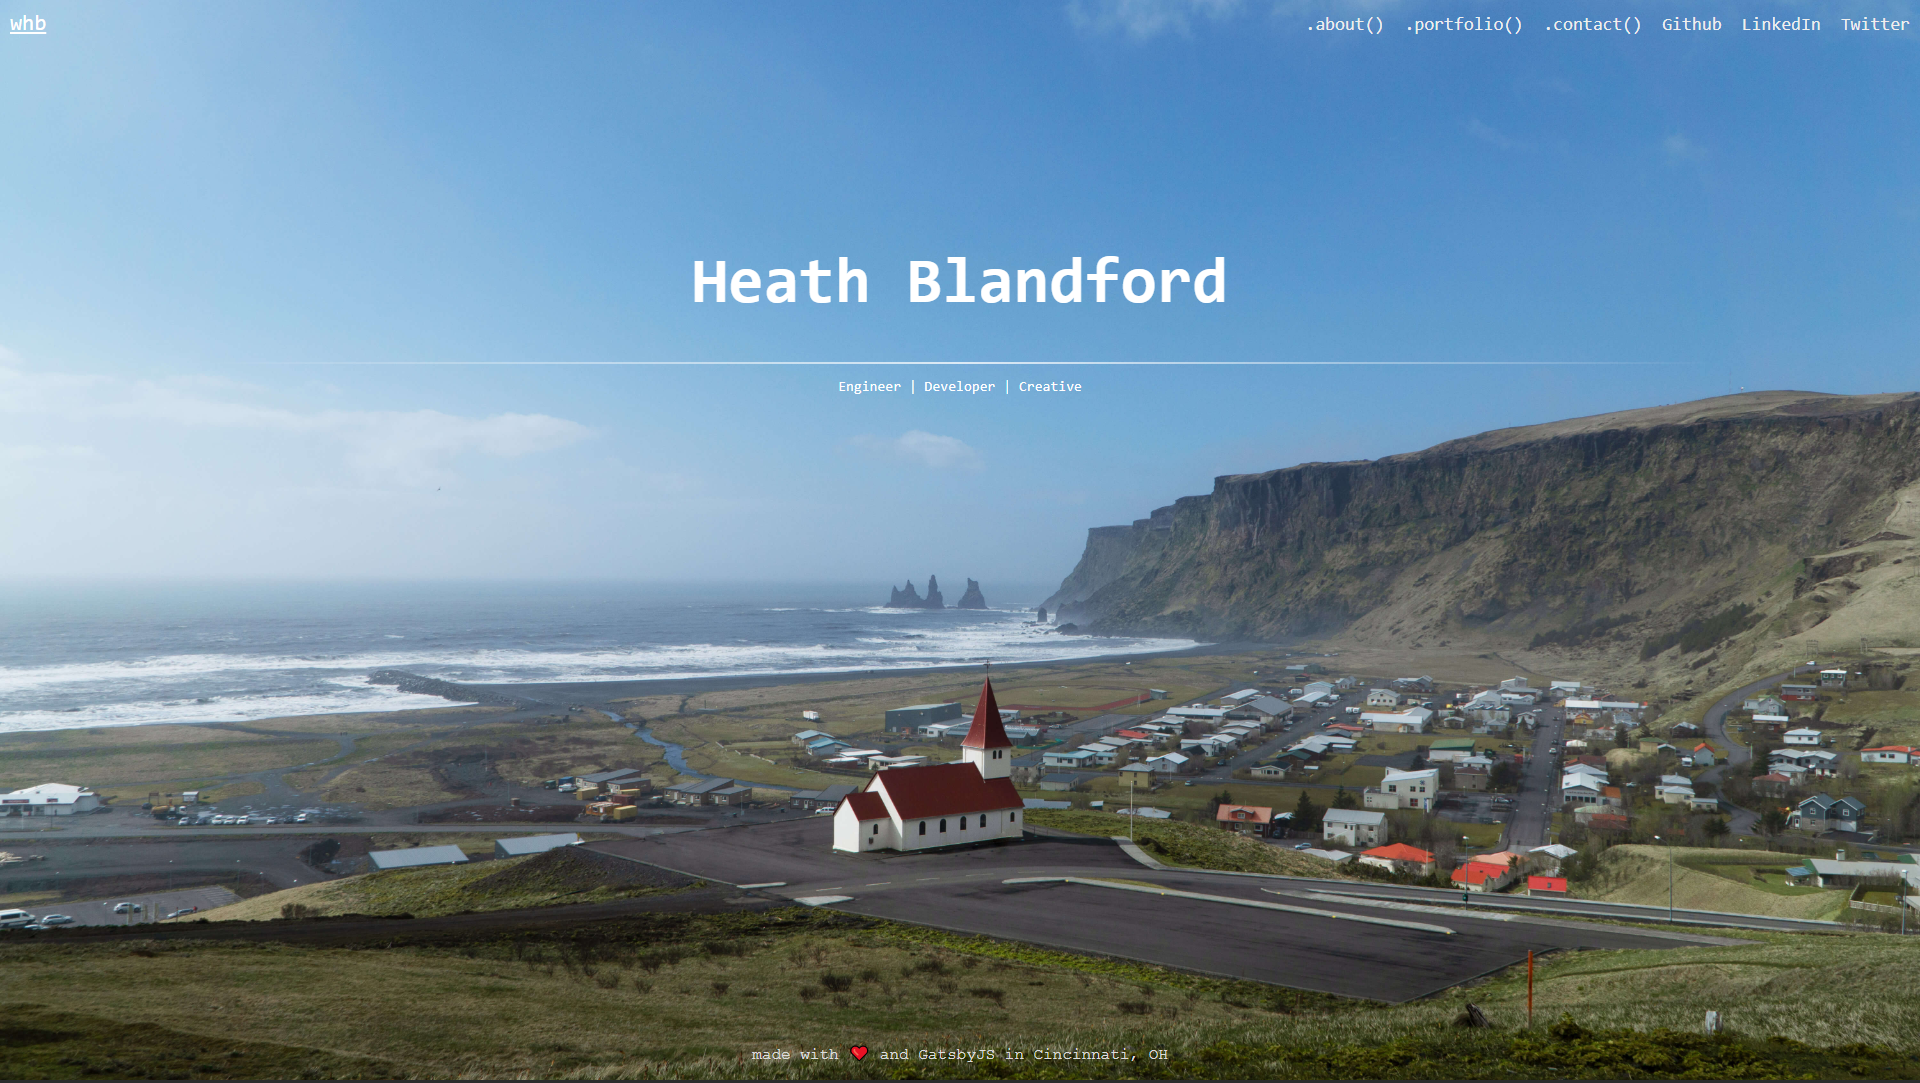 whb .about() .portfolio() .contact() Github LinkedIn Twitter
Heath Blandford
Engineer | Developer | Creative
made with ❤️ and GatsbyJS in Cincinnati, OH